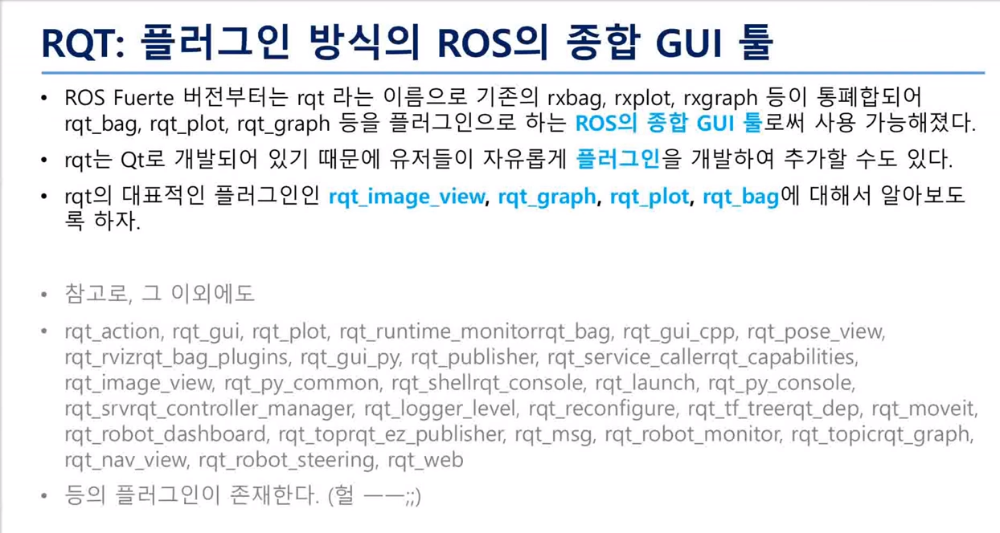 RQT: 플러그인 방식의 ROS의 종합 GUI 툴
• ROS Fuerte 버전부터는 rqt 라는 이름으로 기존의 rxbag, rxplot, rxgraph 등이 통폐합되어
rqt_bag, rqt_plot, rqt_graph 등을 플러그인으로 하는 ROS의 종합 GUI 툴로써 사용 가능해졌다.
• rqt는 Qt로 개발되어 있기 때문에 유저들이 자유롭게 플러그인을 개발하여 추가할 수도 있다.
• rqt의 대표적인 플러그인인 rqt_image_view, rqt_graph, rqt_plot, rqt_bag에 대해서 알아보도
록 하자.
• 참고로, 그 이외에도
• rqt_action, rqt_gui, rqt_plot, rqt_runtime_monitorrqt_bag, rqt_gui_cpp, rqt_pose_view,
rqt_rvizrqt_bag_plugins, rqt_gui_py, rqt_publisher, rqt_service_callerrqt_capabilities,
rqt_image_view, rqt_py_common, rqt_shellrqt_console, rqt_launch, rqt_py_console,
rqt_srvrqt_controller_manager, rqt_logger_level, rqt_reconfigure, rqt_tf_treerqt_dep, rqt_moveit,
rqt_robot_dashboard, rqt_toprqt_ez_publisher, rqt_msg, rqt_robot_monitor, rqt_topicrqt_graph,
rqt_nav_view, rqt_robot_steering, rqt_web
• 등의 플러그인이 존재한다. (헐 ㅡㅡ;;)